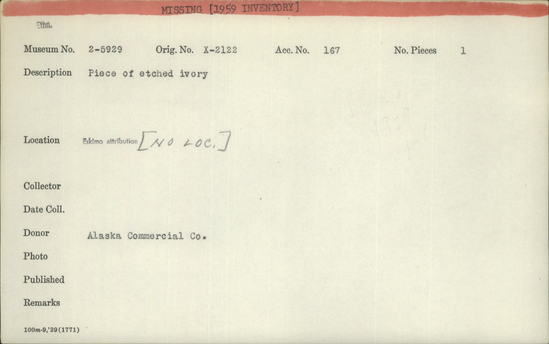 MISSING [1959 INVENTORY]
Museum No. 2-5929 Orig. No. X-2122 Acc. No. 167 No. Pieces 1
Description Piece of etched ivory
Location Eskimo attribution [NO LOC.]
Collector
Date Coll.
Donor Alaska Commercial Co.
Photo
Published
Remarks
100m-9,'29(1771)